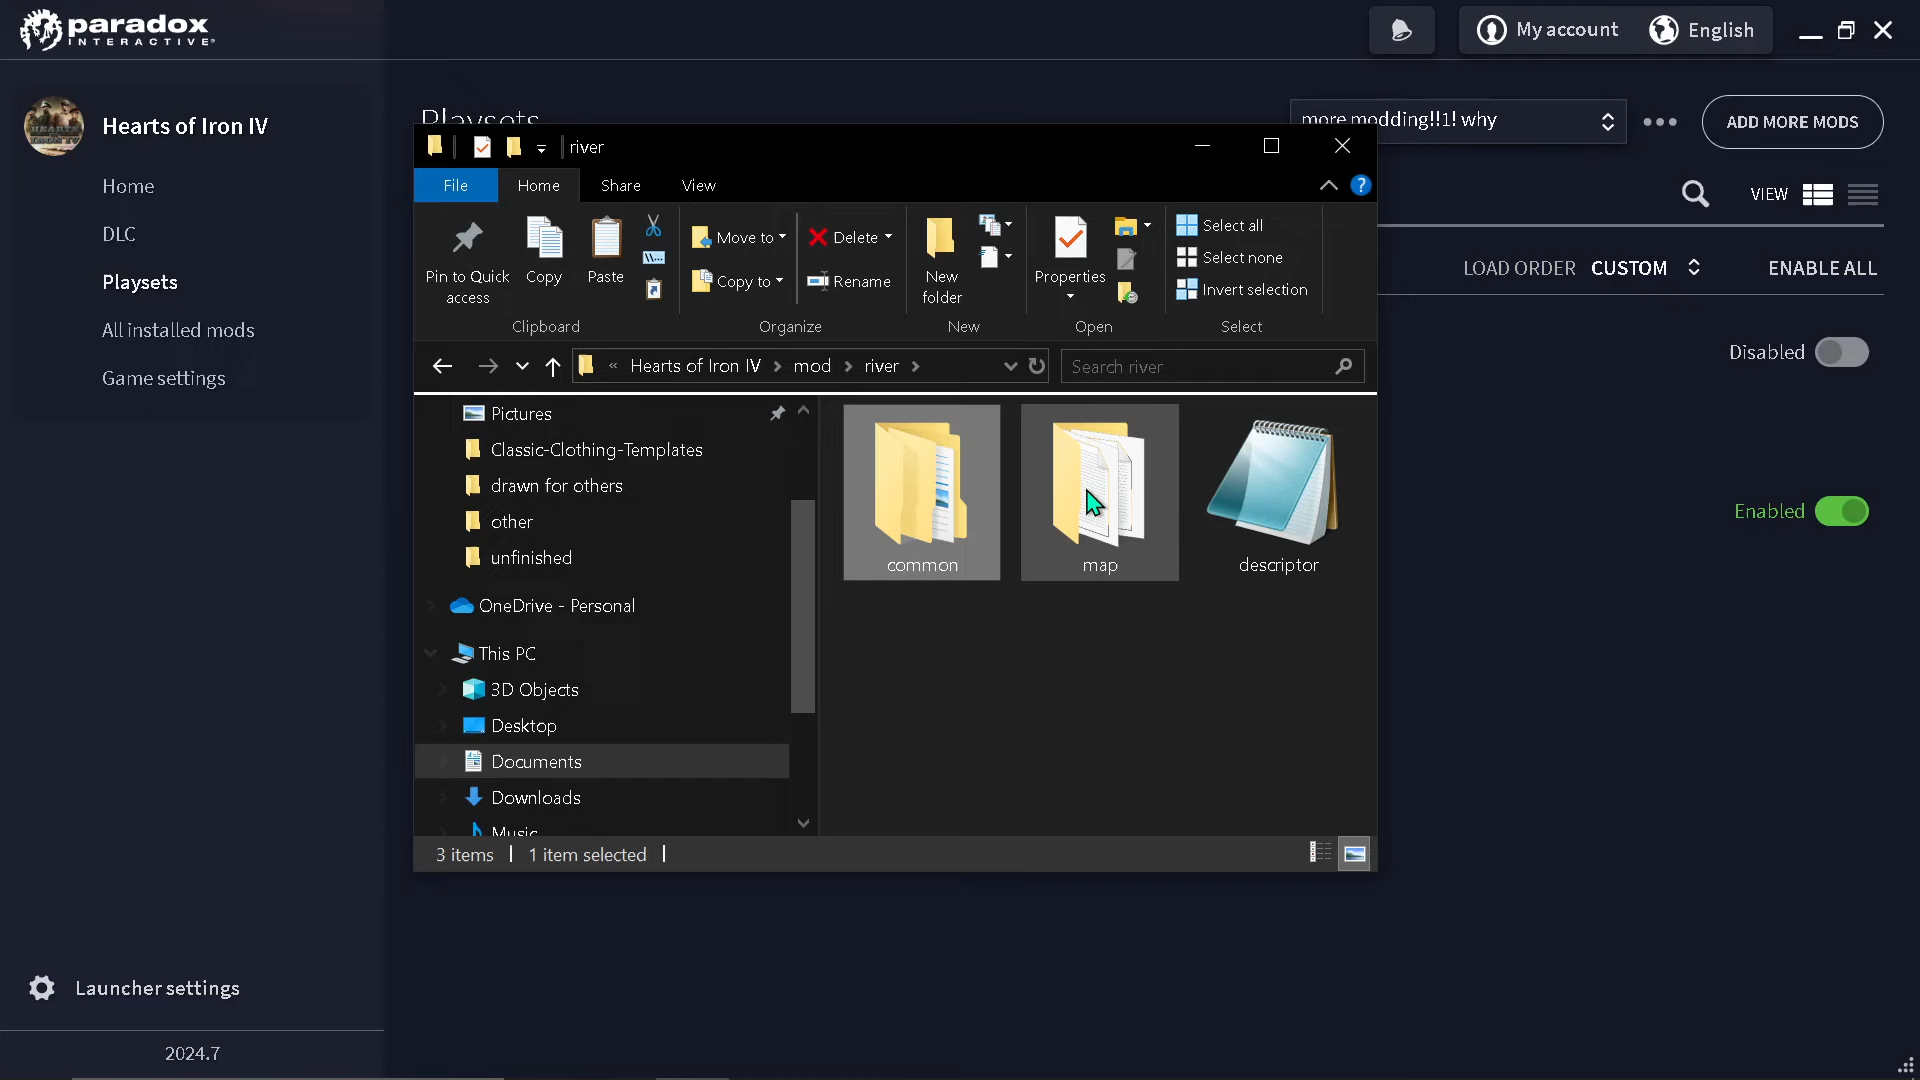 paradox
INTERACTIVE
My account
English
Hearts of Iron IV
Home
DLC
Playsets
All installed mods
Game settings
Launcher settings
2024.7
Playsets
more modding!!1! why
ADD MORE MODS
VIEW
LOAD ORDER CUSTOM
ENABLE ALL
Disabled
Enabled
river
File
Home
Share
View
Pin to Quick access
Copy
Paste
Clipboard
Move to
Copy to
Delete
Rename
Organize
New folder
New
Properties
Open
Select all
Select none
Invert selection
Select
« Hearts of Iron IV > mod > river >
Search river
Pictures
Classic-Clothing-Templates
drawn for others
other
unfinished
OneDrive - Personal
This PC
3D Objects
Desktop
Documents
Downloads
Music
common
map
descriptor
3 items
1 item selected